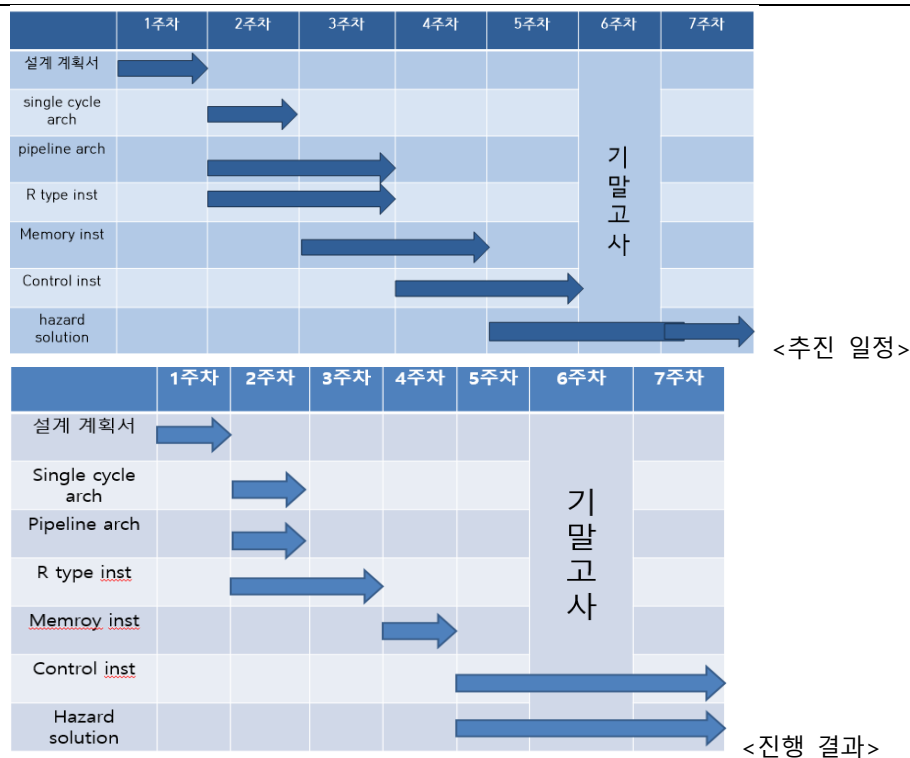 1주차 2주차 3주차 4주차 5주차 6주차 7주차
설계 계획서
single cycle
arch
pipeline arch
R type inst
Memory inst
Control inst
hazard
solution
기
말
고
사
<추진 일정>
1주차 2주차 3주차 4주차 5주차 6주차 7주차
설계 계획서
Single cycle
arch
Pipeline arch
R type inst
Memroy inst
Control inst
Hazard
solution
기
말
고
사
<진행 결과>